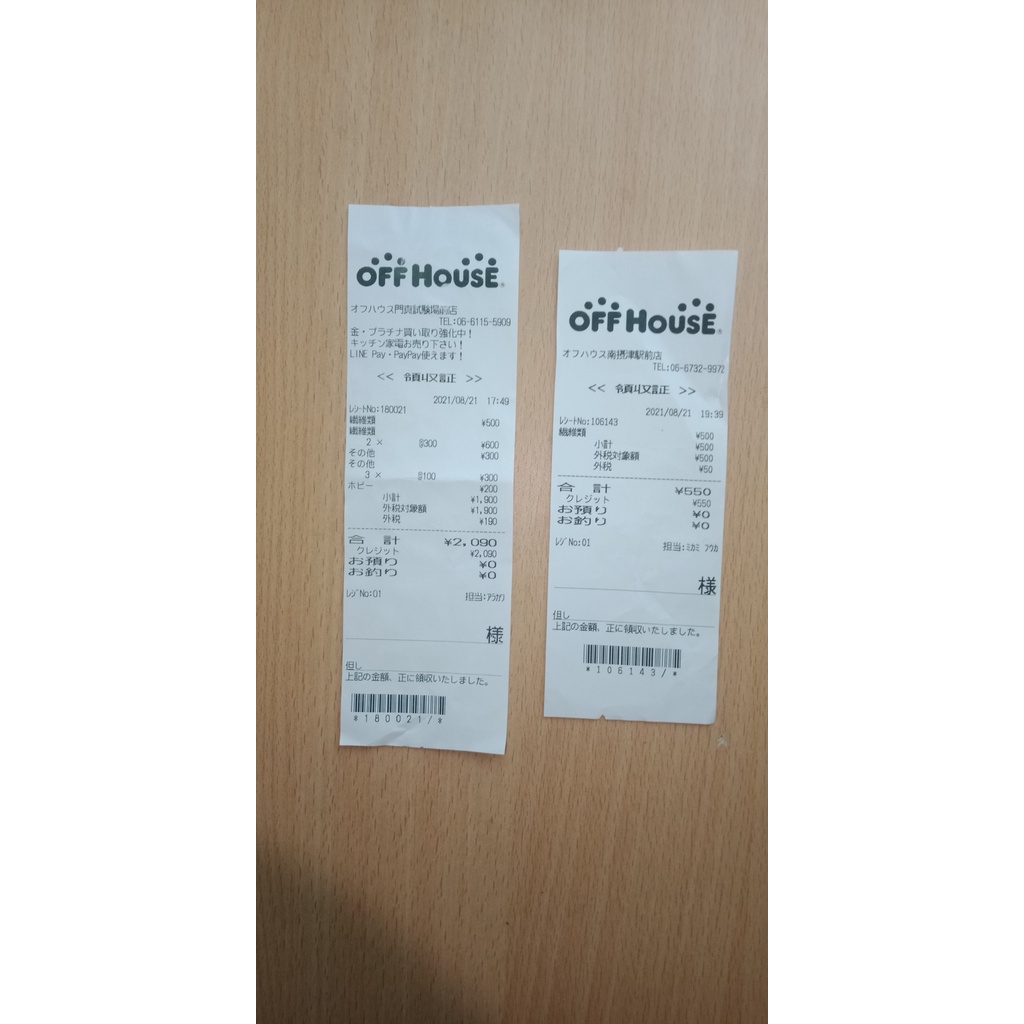 OFF HOUSE
オフハウス門真試験場前店
TEL:06-6115-5909
金・プラチナ買い取り強化中!
キッチン家電お売り下さい!
LINE Pay・PayPay使えます!
<< 領収証 >>
2021/08/21 17:49
レシートNo:180021
繊維類 ¥500
繊維類
2 × @300 ¥600
その他 ¥300
その他
3 × @100 ¥300
ホビー ¥200
小計 ¥1,900
外税対象額 ¥1,900
外税 ¥190
合 計 ¥2,090
クレジット ¥2,090
お預り ¥0
お釣り ¥0
レジNo:01 担当:アラカワ
様
但し
上記の金額、正に領収いたしました。
*180021/*
OFF HOUSE
オフハウス南摂津駅前店
TEL:06-6732-9972
<< 領収証 >>
2021/08/21 19:39
レシートNo:106143
繊維類 ¥500
小計 ¥500
外税対象額 ¥500
外税 ¥50
合 計 ¥550
クレジット ¥550
お預り ¥0
お釣り ¥0
レジNo:01 担当:ミカミ フウカ
様
但し
上記の金額、正に領収いたしました。
*106143/*